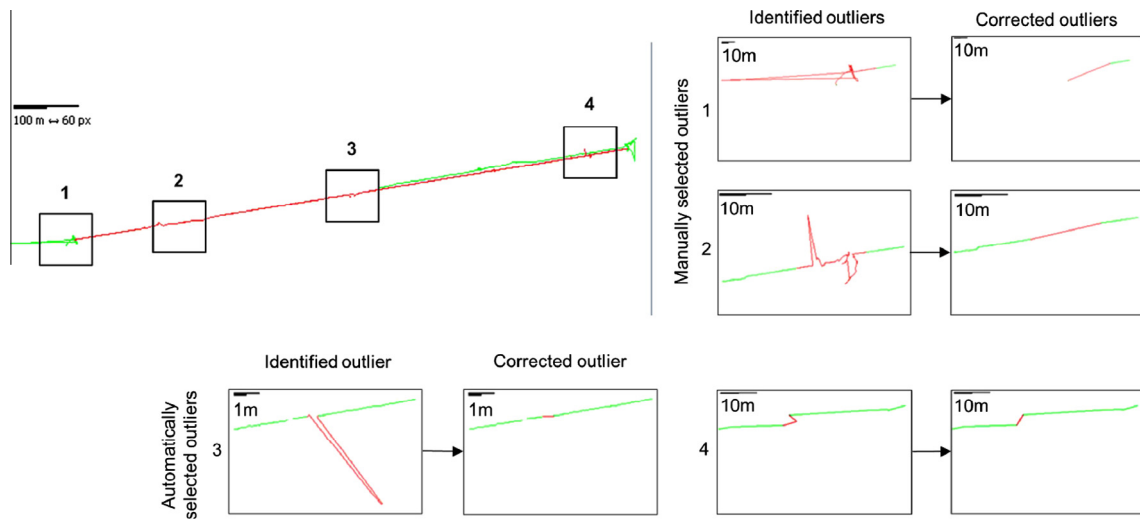 100 m ↔ 60 px
1
2
3
4
Identified outliers
Corrected outliers
Manually selected outliers
1
10m
10m
2
10m
10m
Identified outlier
Corrected outlier
Automatically
selected outliers
3
1m
1m
4
10m
10m